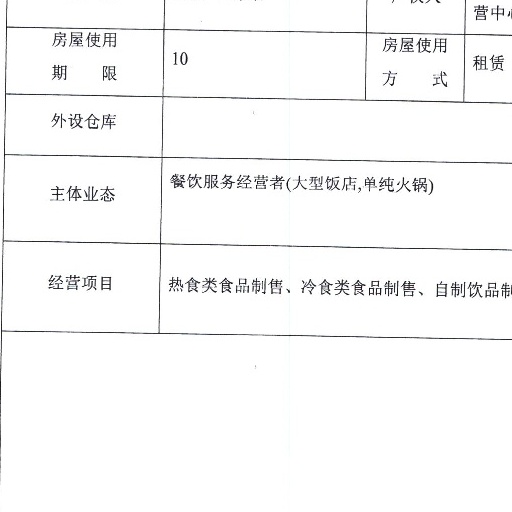 营中
房屋使用
期 限
10
房屋使用
方 式
租赁
外设仓库
主体业态
餐饮服务经营者(大型饭店,单纯火锅)
经营项目
热食类食品制售、冷食类食品制售、自制饮品制